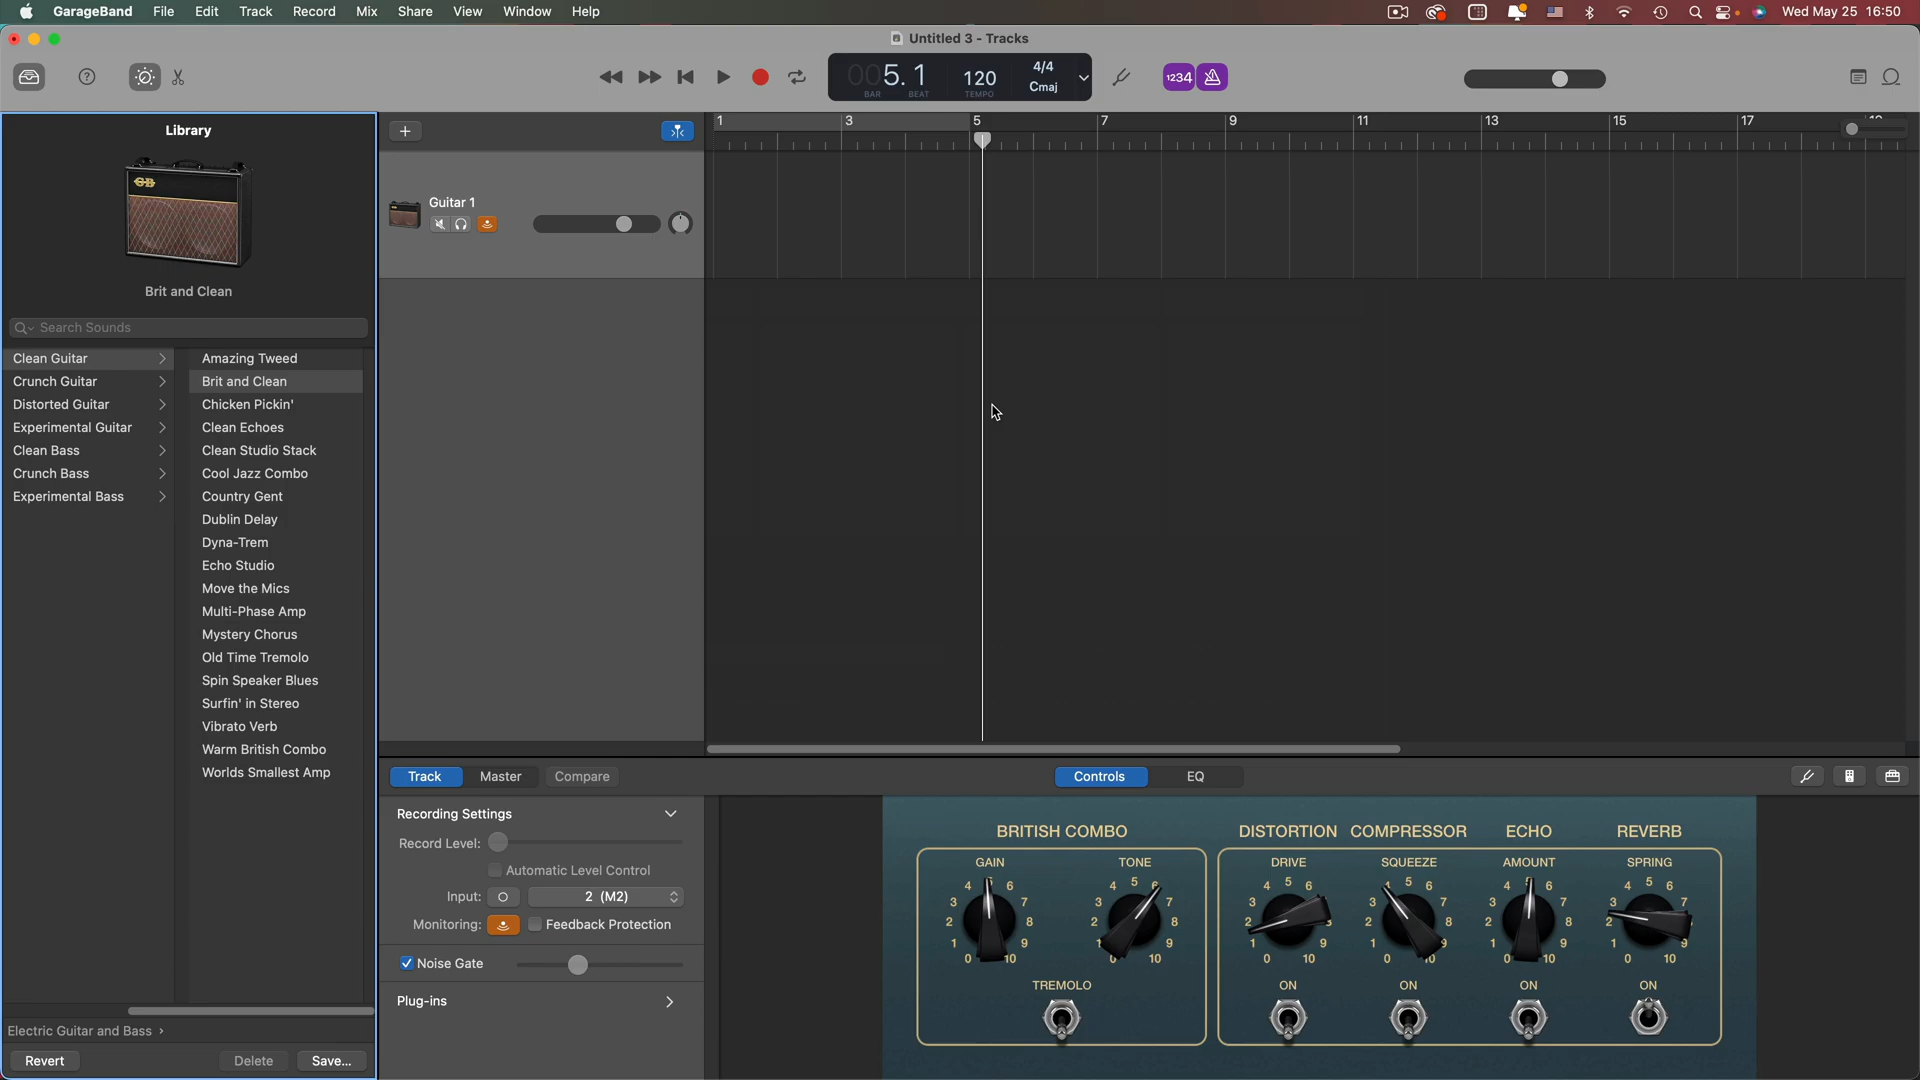 GarageBand File Edit Track Record Mix Share View Window Help Wed May 25 16:50
Untitled 3 - Tracks
005.1 120 4/4 Cmaj
BAR BEAT TEMPO
1234
Library
GB
Brit and Clean
Search Sounds
Clean Guitar
Crunch Guitar
Distorted Guitar
Experimental Guitar
Clean Bass
Crunch Bass
Experimental Bass
Amazing Tweed
Brit and Clean
Chicken Pickin'
Clean Echoes
Clean Studio Stack
Cool Jazz Combo
Country Gent
Dublin Delay
Dyna-Trem
Echo Studio
Move the Mics
Multi-Phase Amp
Mystery Chorus
Old Time Tremolo
Spin Speaker Blues
Surfin' in Stereo
Vibrato Verb
Warm British Combo
Worlds Smallest Amp
Electric Guitar and Bass
Revert Delete Save...
1 3 5 7 9 11 13 15 17
Guitar 1
Track Master Compare Controls EQ
Recording Settings
Record Level:
Automatic Level Control
Input: 2 (M2)
Monitoring: Feedback Protection
Noise Gate
Plug-ins
BRITISH COMBO DISTORTION COMPRESSOR ECHO REVERB
GAIN TONE DRIVE SQUEEZE AMOUNT SPRING
TREMOLO ON ON ON ON